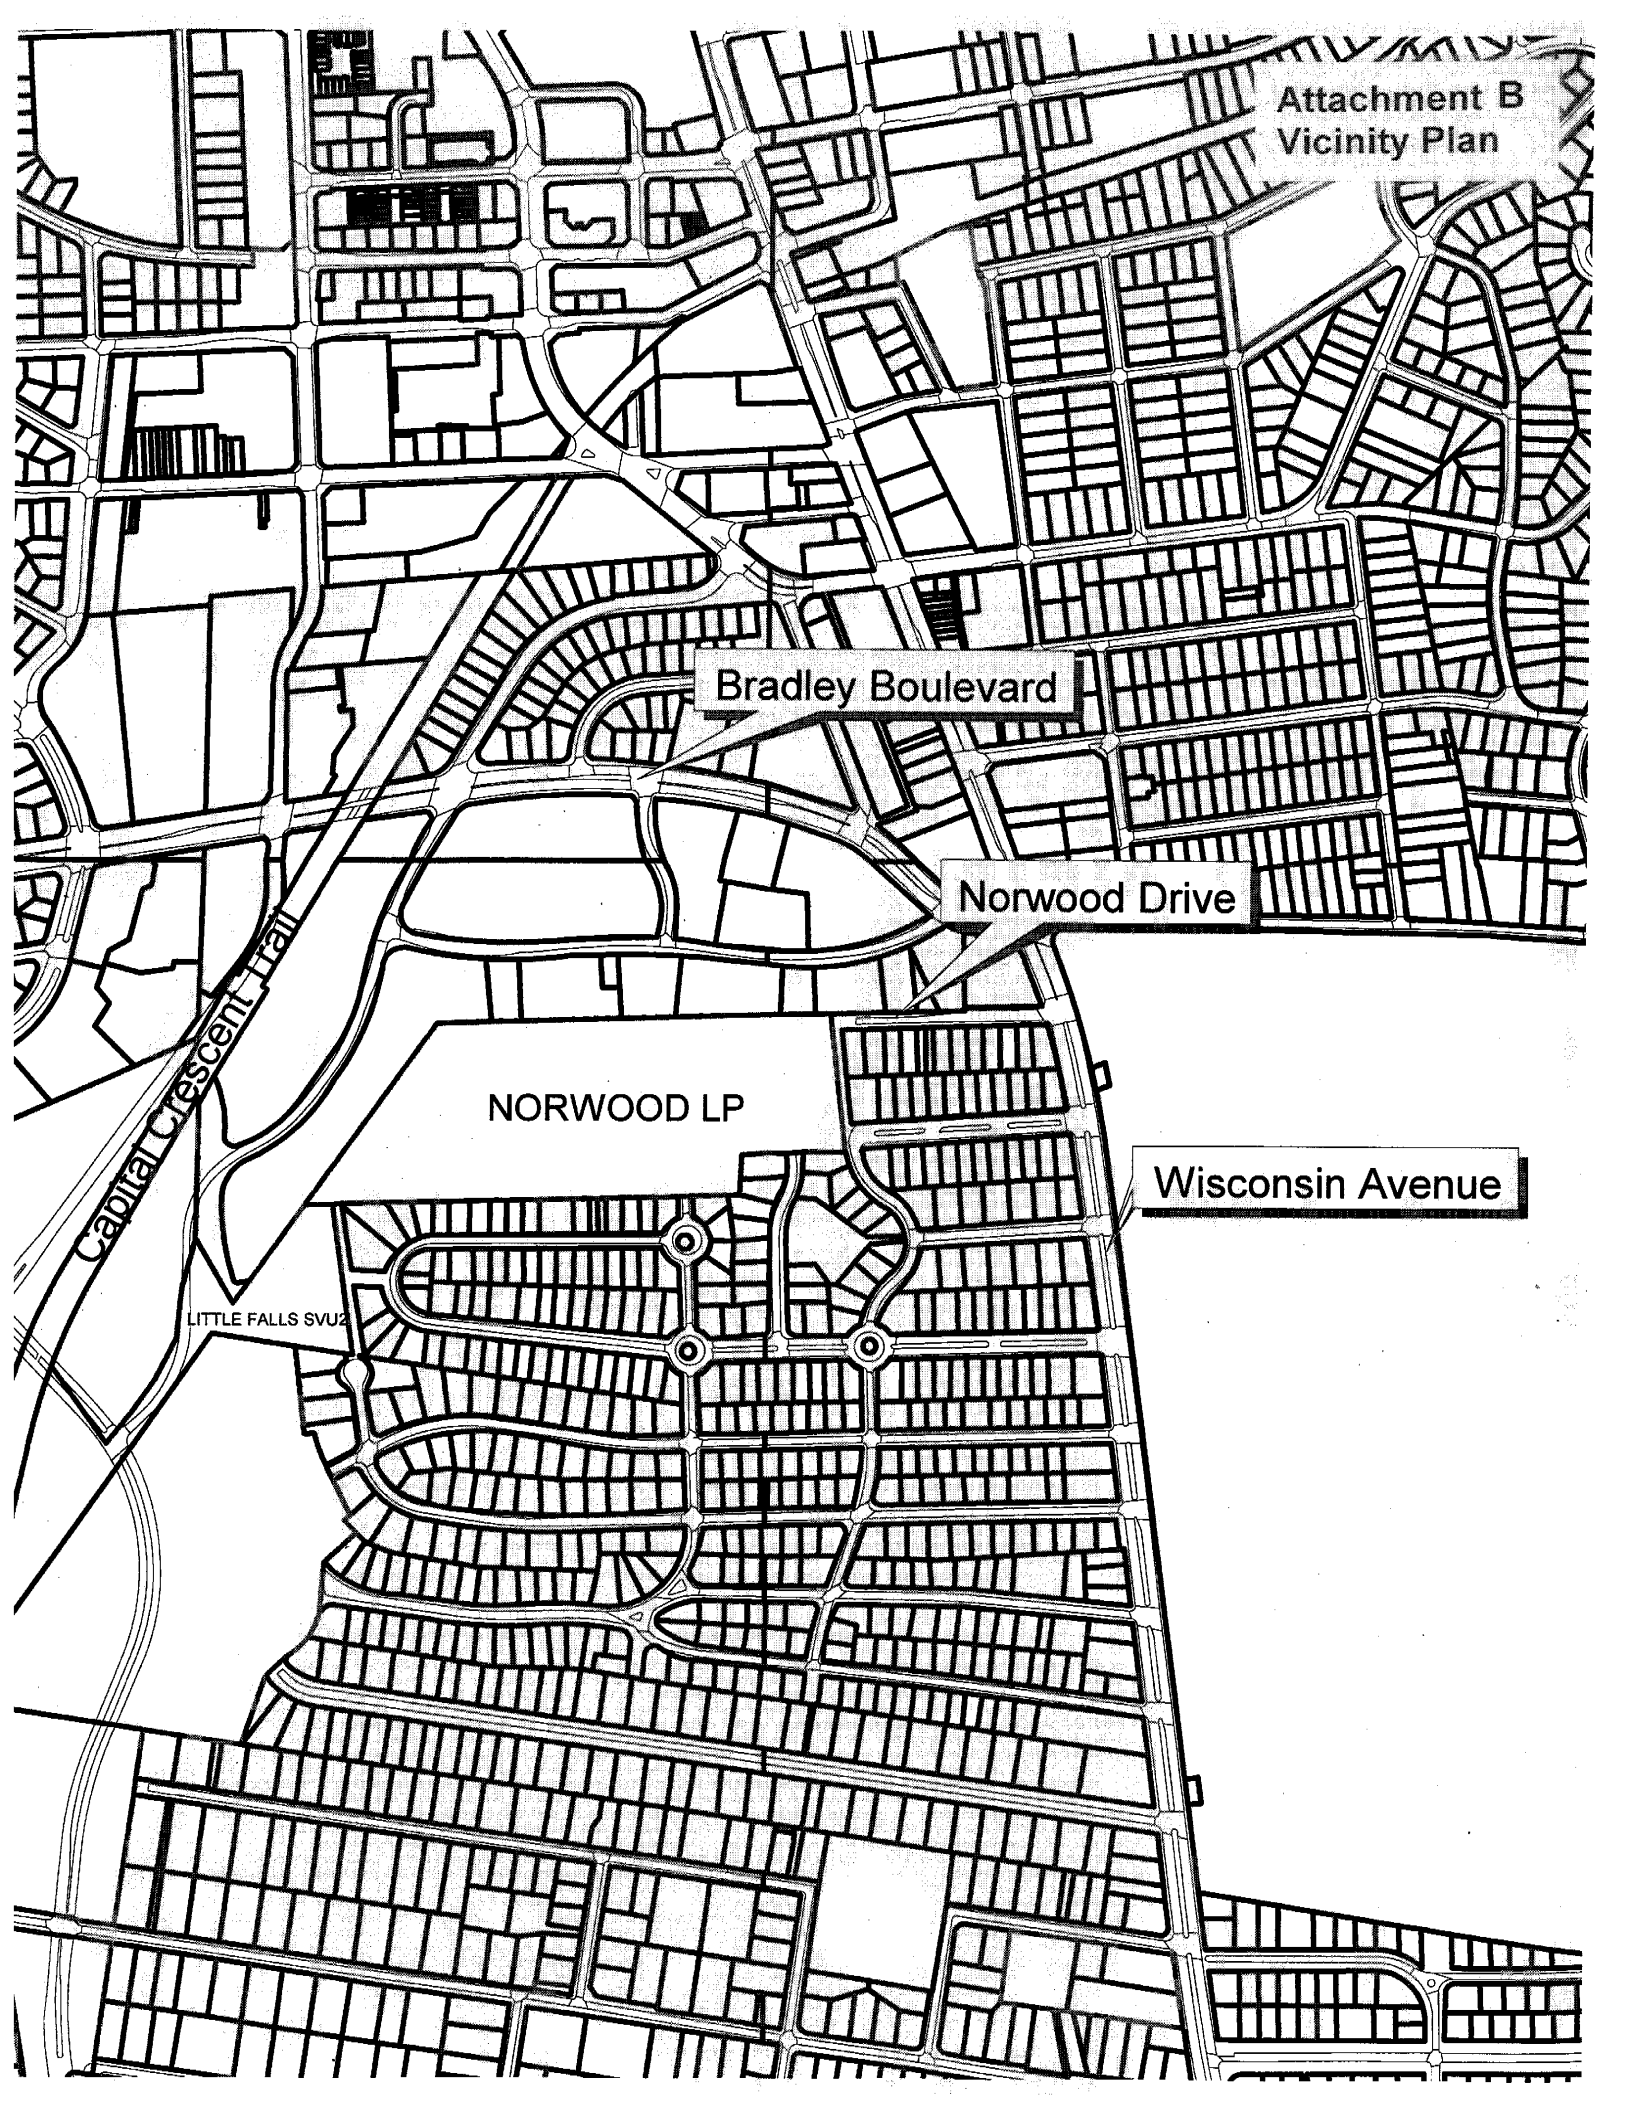 Attachment B
Vicinity Plan
Bradley Boulevard
Norwood Drive
Capital Crescent Trail
NORWOOD LP
Wisconsin Avenue
LITTLE FALLS SVU2